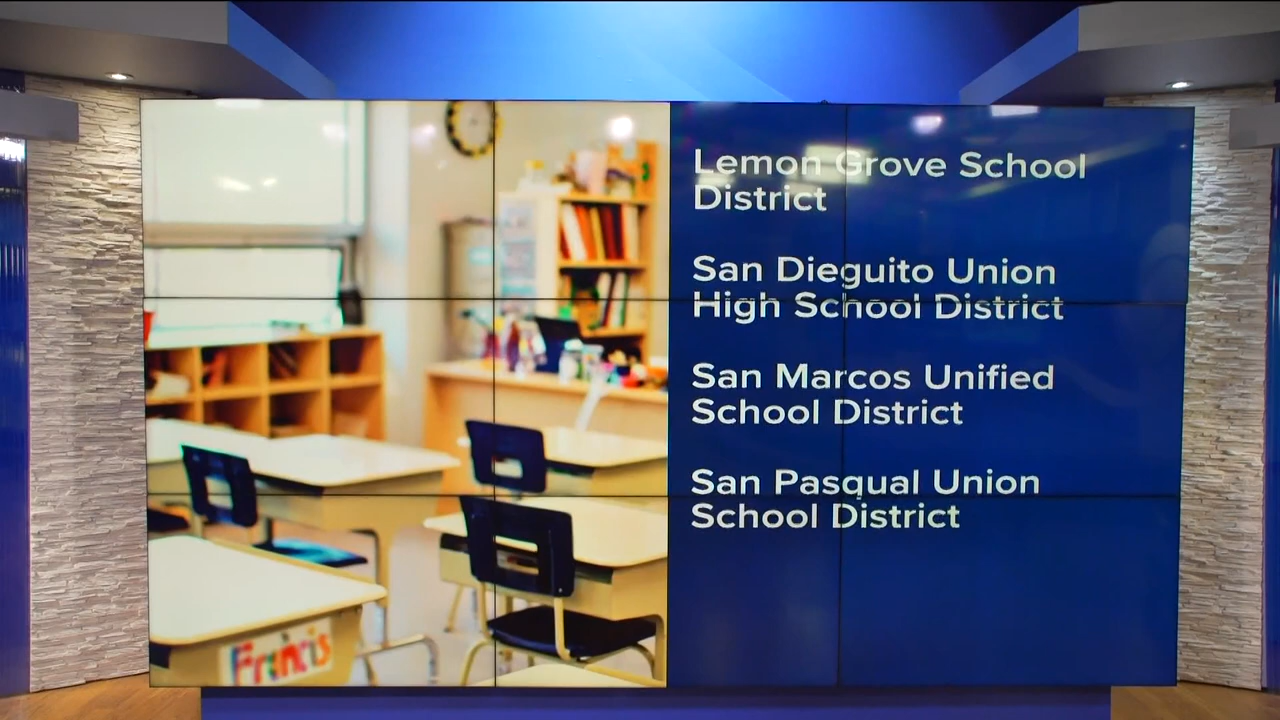 Lemon Grove School
District
San Dieguito Union
High School District
San Marcos Unified
School District
San Pasqual Union
School District
Francis